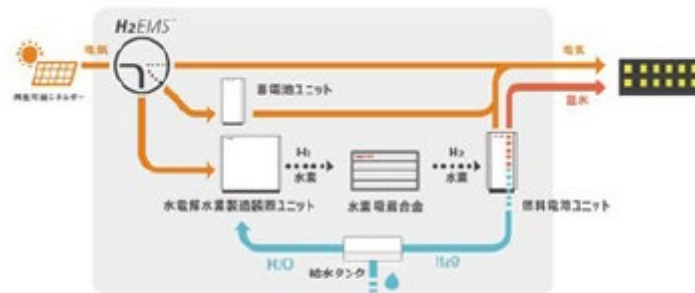 H2EMS™
電気
電気
再生可能エネルギー
蓄電池ユニット
温水
H₂
水素
H₂
水素
水電解水素製造装置ユニット
水素吸蔵合金
燃料電池ユニット
H₂O
給水タンク
H₂O